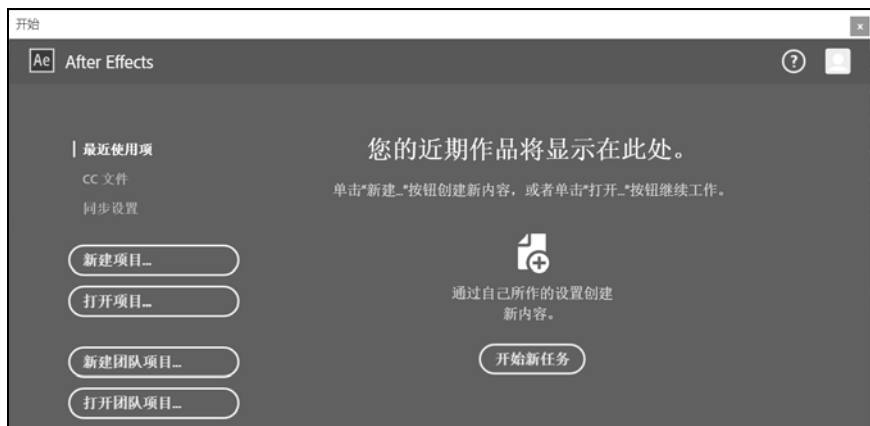 开始
x
Ae After Effects
?
最近使用项
CC 文件
同步设置
新建项目...
打开项目...
新建团队项目...
打开团队项目...
您的近期作品将显示在此处。
单击"新建..."按钮创建新内容，或者单击"打开..."按钮继续工作。
通过自己所作的设置创建
新内容。
开始新任务